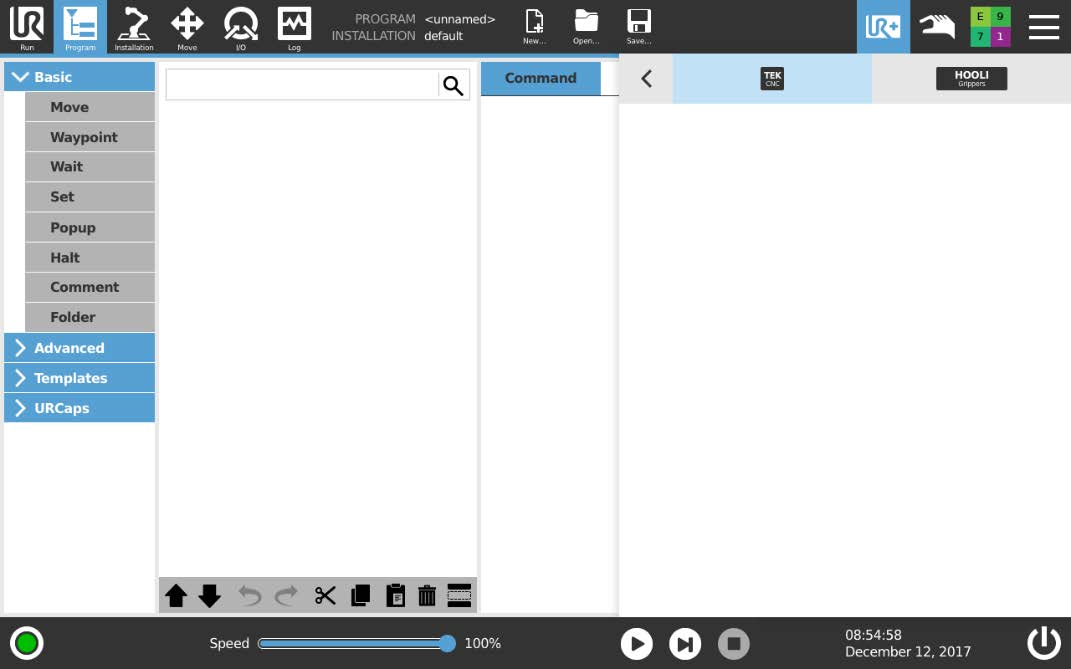 UR
Run
Program
Installation
Move
I/O
Log
PROGRAM <unnamed>
INSTALLATION default
New...
Open...
Save...
UR+
E 9
7 1
Basic
Move
Waypoint
Wait
Set
Popup
Halt
Comment
Folder
Advanced
Templates
URCaps
Command
TEK
CNC
HOOLI
Grippers
Speed 100%
08:54:58
December 12, 2017